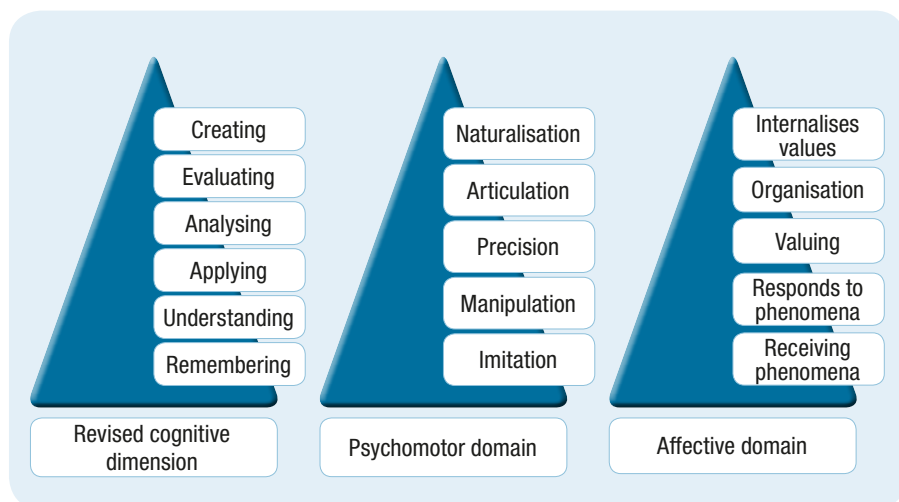 Creating
Evaluating
Analysing
Applying
Understanding
Remembering
Revised cognitive
dimension
Naturalisation
Articulation
Precision
Manipulation
Imitation
Psychomotor domain
Internalises
values
Organisation
Valuing
Responds to
phenomena
Receiving
phenomena
Affective domain